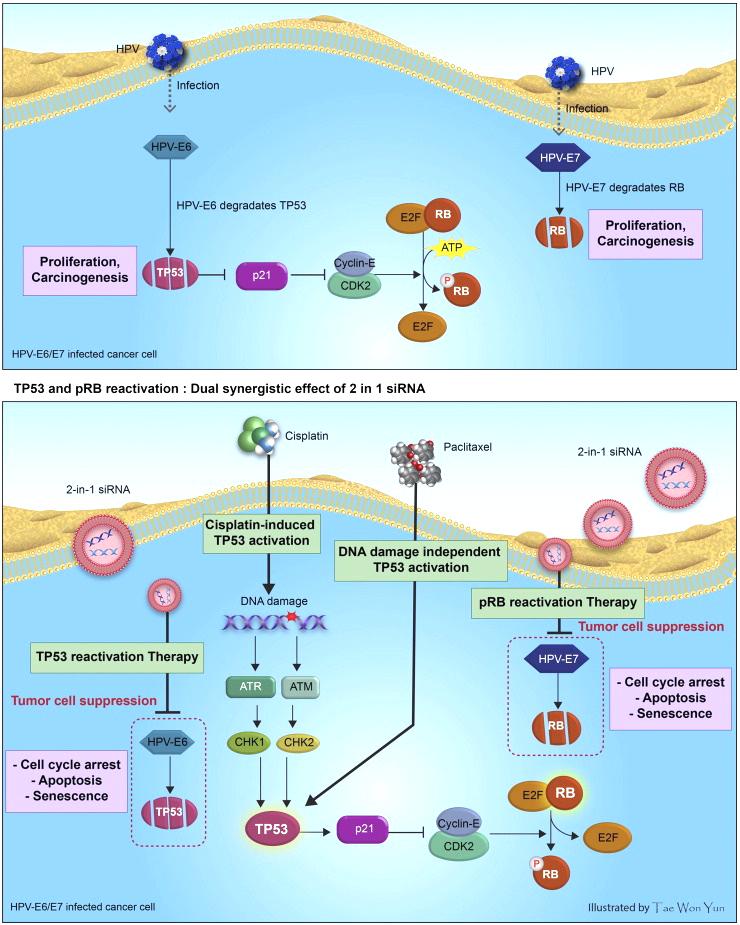 HPV
Infection
HPV-E6
HPV-E6 degrades TP53
Proliferation,
Carcinogenesis
TP53
p21
Cyclin-E
CDK2
E2F
RB
ATP
P
RB
E2F
HPV
Infection
HPV-E7
HPV-E7 degrades RB
RB
Proliferation,
Carcinogenesis
HPV-E6/E7 infected cancer cell
TP53 and pRB reactivation : Dual synergistic effect of 2 in 1 siRNA
Cisplatin
Paclitaxel
2-in-1 siRNA
2-in-1 siRNA
Cisplatin-induced
TP53 activation
DNA damage independent
TP53 activation
pRB reactivation Therapy
Tumor cell suppression
DNA damage
TP53 reactivation Therapy
Tumor cell suppression
HPV-E7
RB
- Cell cycle arrest
- Apoptosis
- Senescence
ATR
ATM
CHK1
CHK2
HPV-E6
TP53
- Cell cycle arrest
- Apoptosis
- Senescence
TP53
p21
Cyclin-E
CDK2
E2F
RB
E2F
P
RB
HPV-E6/E7 infected cancer cell
Illustrated by Tae Won Yun